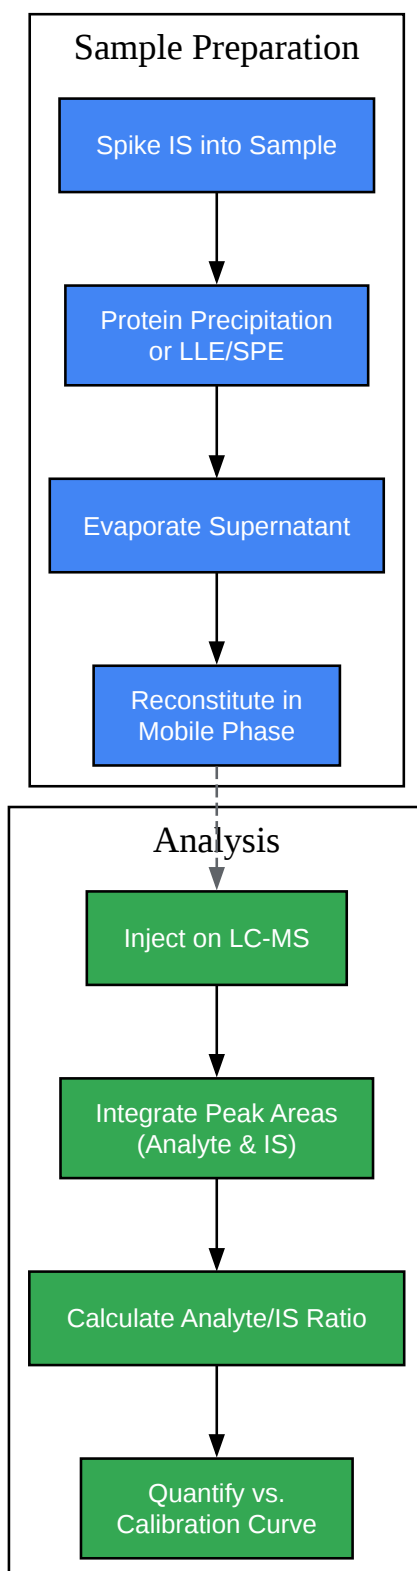 Sample Preparation
Spike IS into Sample
Protein Precipitation
or LLE/SPE
Evaporate Supernatant
Reconstitute in
Mobile Phase
Analysis
Inject on LC-MS
Integrate Peak Areas
(Analyte & IS)
Calculate Analyte/IS Ratio
Quantify vs.
Calibration Curve